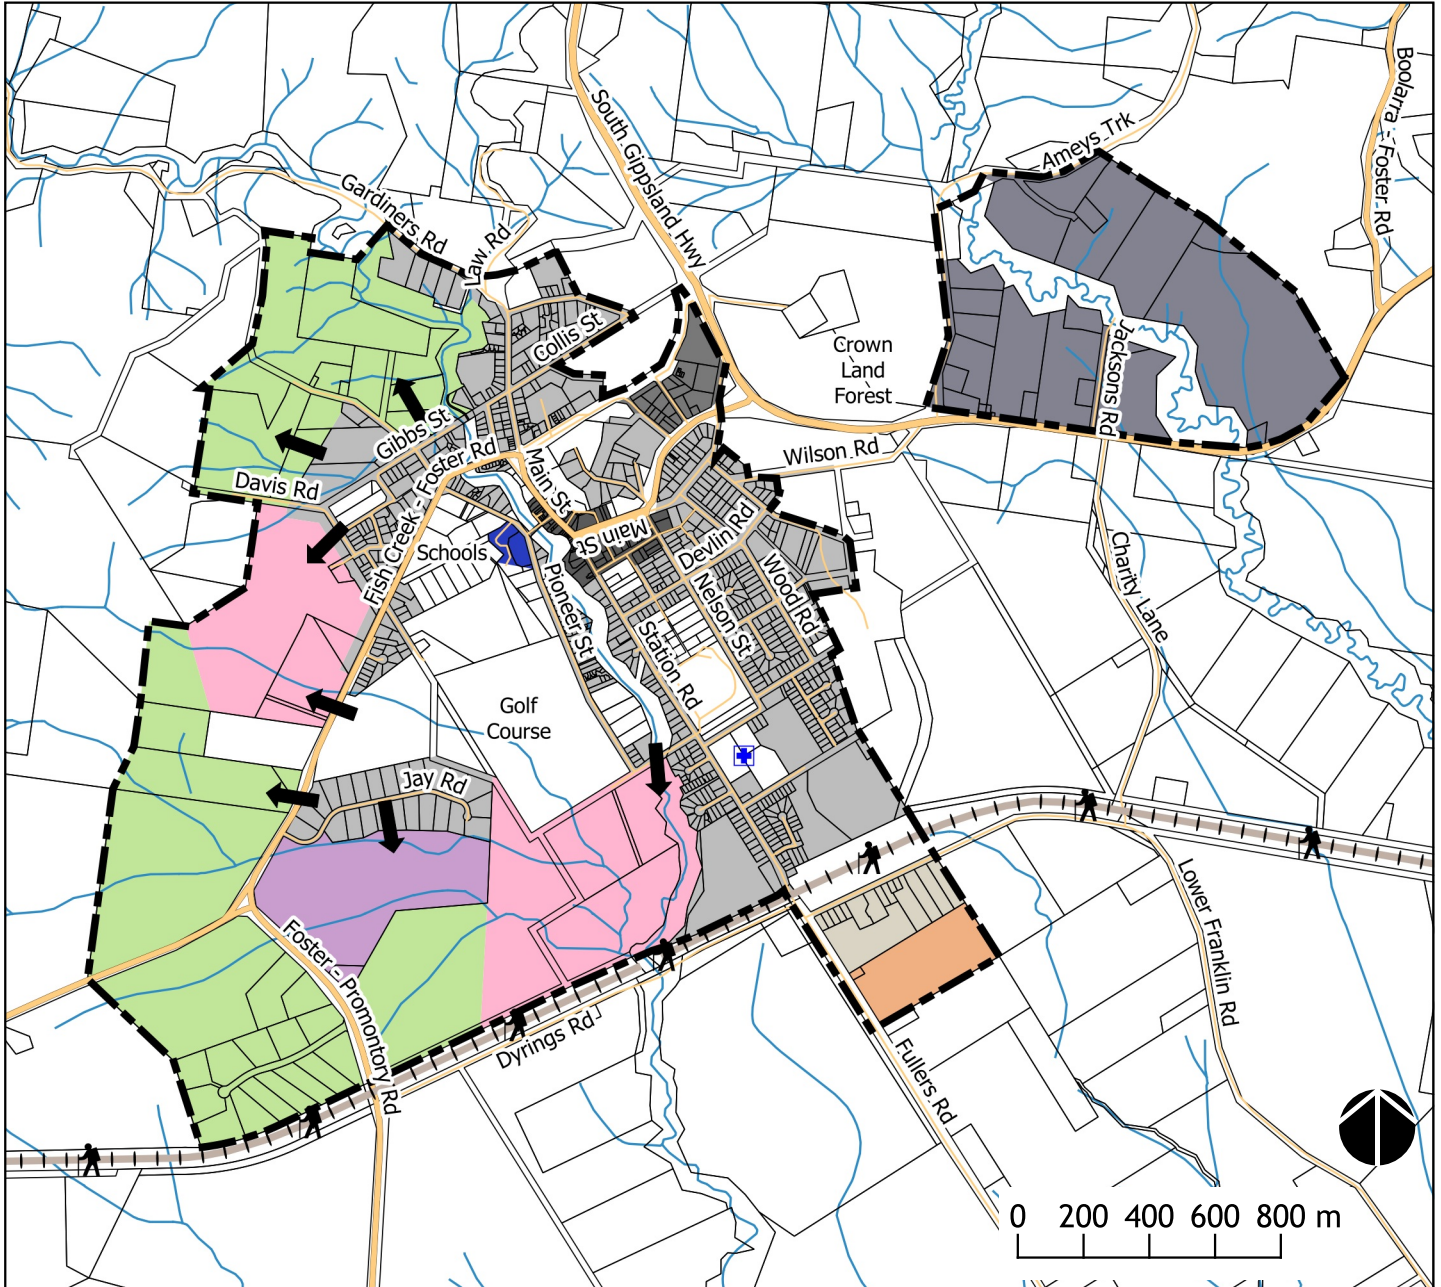 Boolarra - Foster Rd
South Gippsland Hwy
Ameys Trk
Gardiners Rd
Law Rd
Collis St
Crown
Land
Forest
Jacksons Rd
Gibbs St
Fish Creek - Foster Rd
Main St
Wilson Rd
Davis Rd
Main St
Devlin Rd
Schools
Pioneer St
Nelson St
Wood Rd
Charity Lane
Station Rd
Golf
Course
Jay Rd
Lower Franklin Rd
Foster - Promontory Rd
Dyrings Rd
Fullers Rd
0 200 400 600 800 m